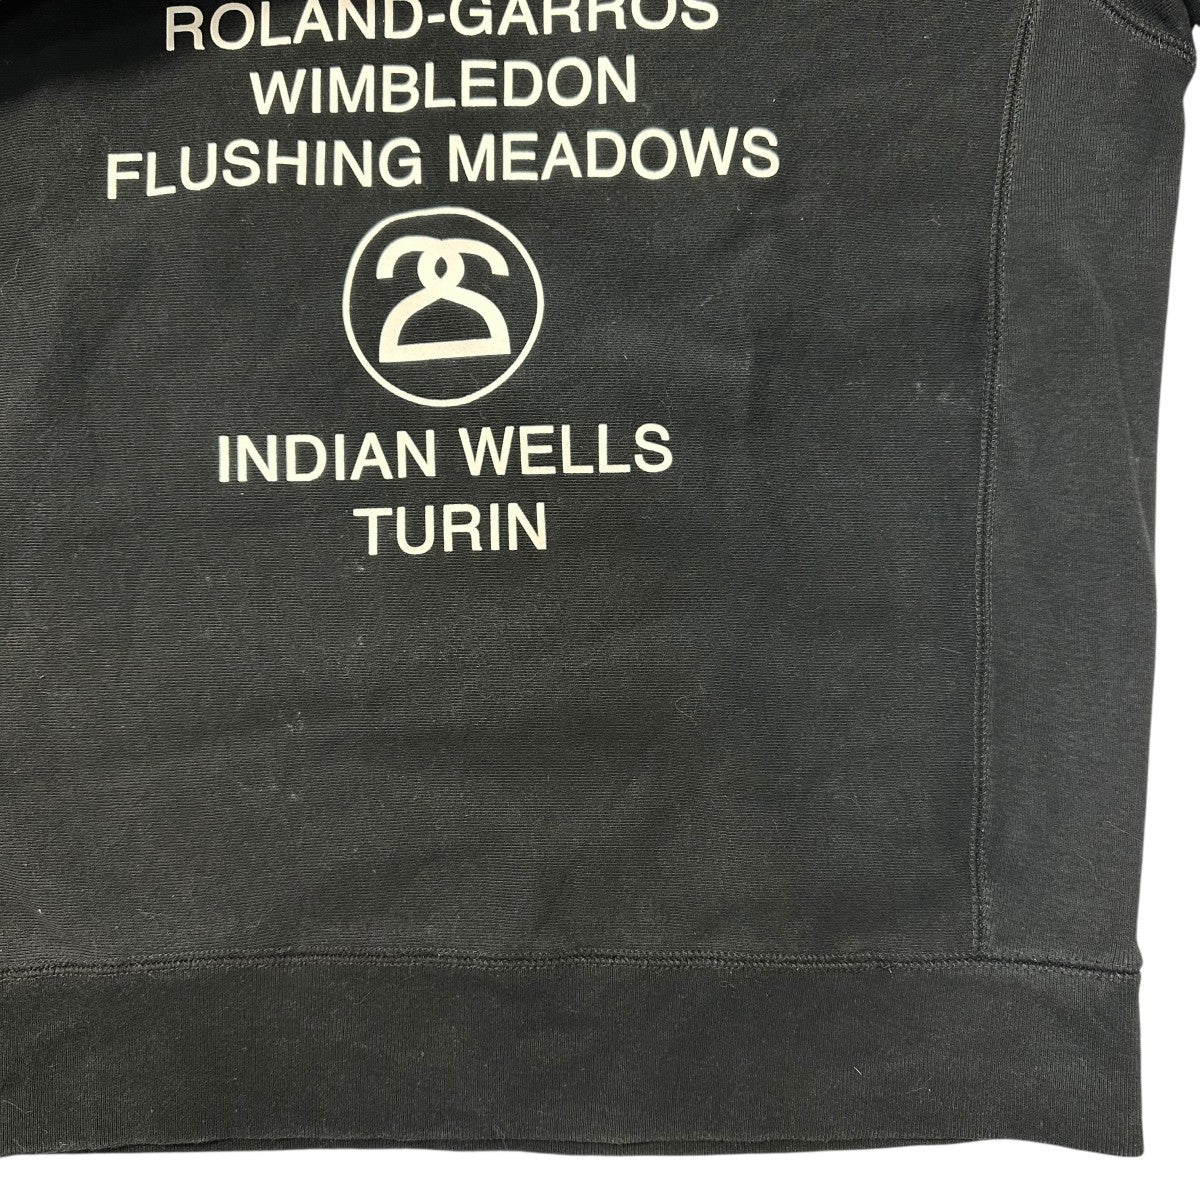 ROLAND-GARROS
WIMBLEDON
FLUSHING MEADOWS
INDIAN WELLS
TURIN